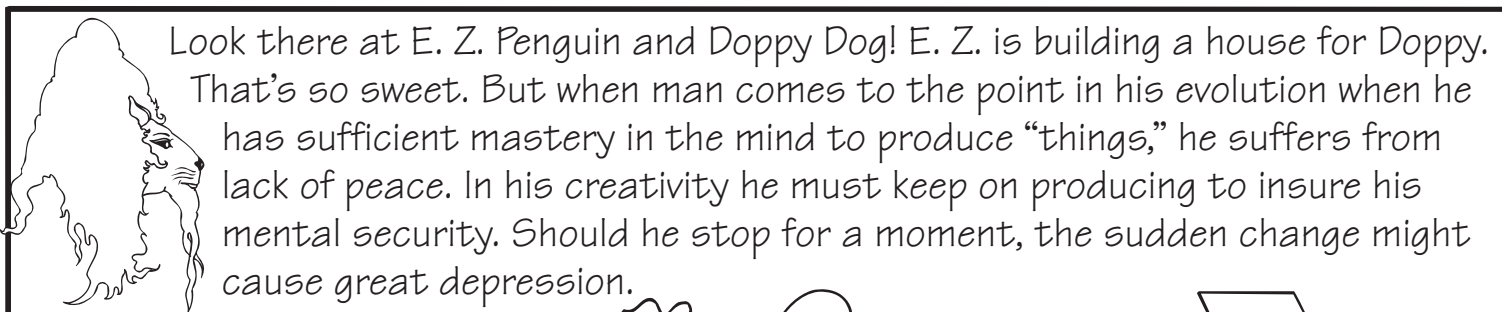 Look there at E. Z. Penguin and Doppy Dog! E. Z. is building a house for Doppy.
That's so sweet. But when man comes to the point in his evolution when he
has sufficient mastery in the mind to produce “things,” he suffers from
lack of peace. In his creativity he must keep on producing to insure his
mental security. Should he stop for a moment, the sudden change might
cause great depression.